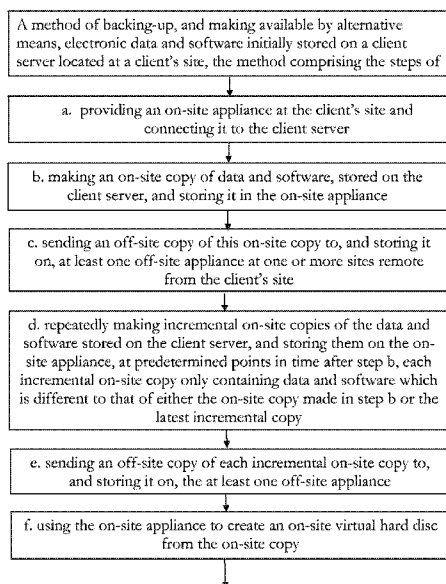 A method of backing-up, and making available by alternative
means, electronic data and software initially stored on a client
server located at a client's site, the method comprising the steps of
a. providing an on-site appliance at the client's site and
connecting it to the client server
b. making an on-site copy of data and software, stored on the
client server, and storing it in the on-site appliance
c. sending an off-site copy of this on-site copy to, and storing it
on, at least one off-site appliance at one or more sites remote
from the client's site
d. repeatedly making incremental on-site copies of the data and
software stored on the client server, and storing them on the on-
site appliance, at predetermined points in time after step b, each
incremental on-site copy only containing data and software which
is different to that of either the on-site copy made in step b or the
latest incremental copy
e. sending an off-site copy of each incremental on-site copy to,
and storing it on, the at least one off-site appliance
f. using the on-site appliance to create an on-site virtual hard disc
from the on-site copy